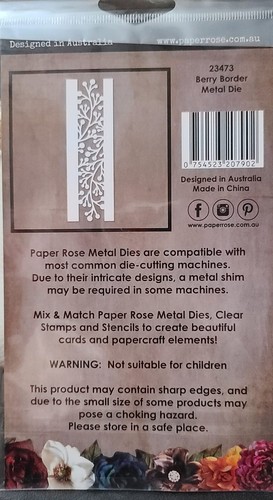 Designed in Australia www.paperrose.com.au
23473
Berry Border
Metal Die
0 754523 207902
Designed in Australia
Made in China
www.paperrose.com.au
Paper Rose Metal Dies are compatible with
most common die-cutting machines.
Due to their intricate designs, a metal shim
may be required in some machines.
Mix & Match Paper Rose Metal Dies, Clear
Stamps and Stencils to create beautiful
cards and papercraft elements!
WARNING: Not suitable for children
This product may contain sharp edges, and
due to the small size of some products may
pose a choking hazard.
Please store in a safe place.